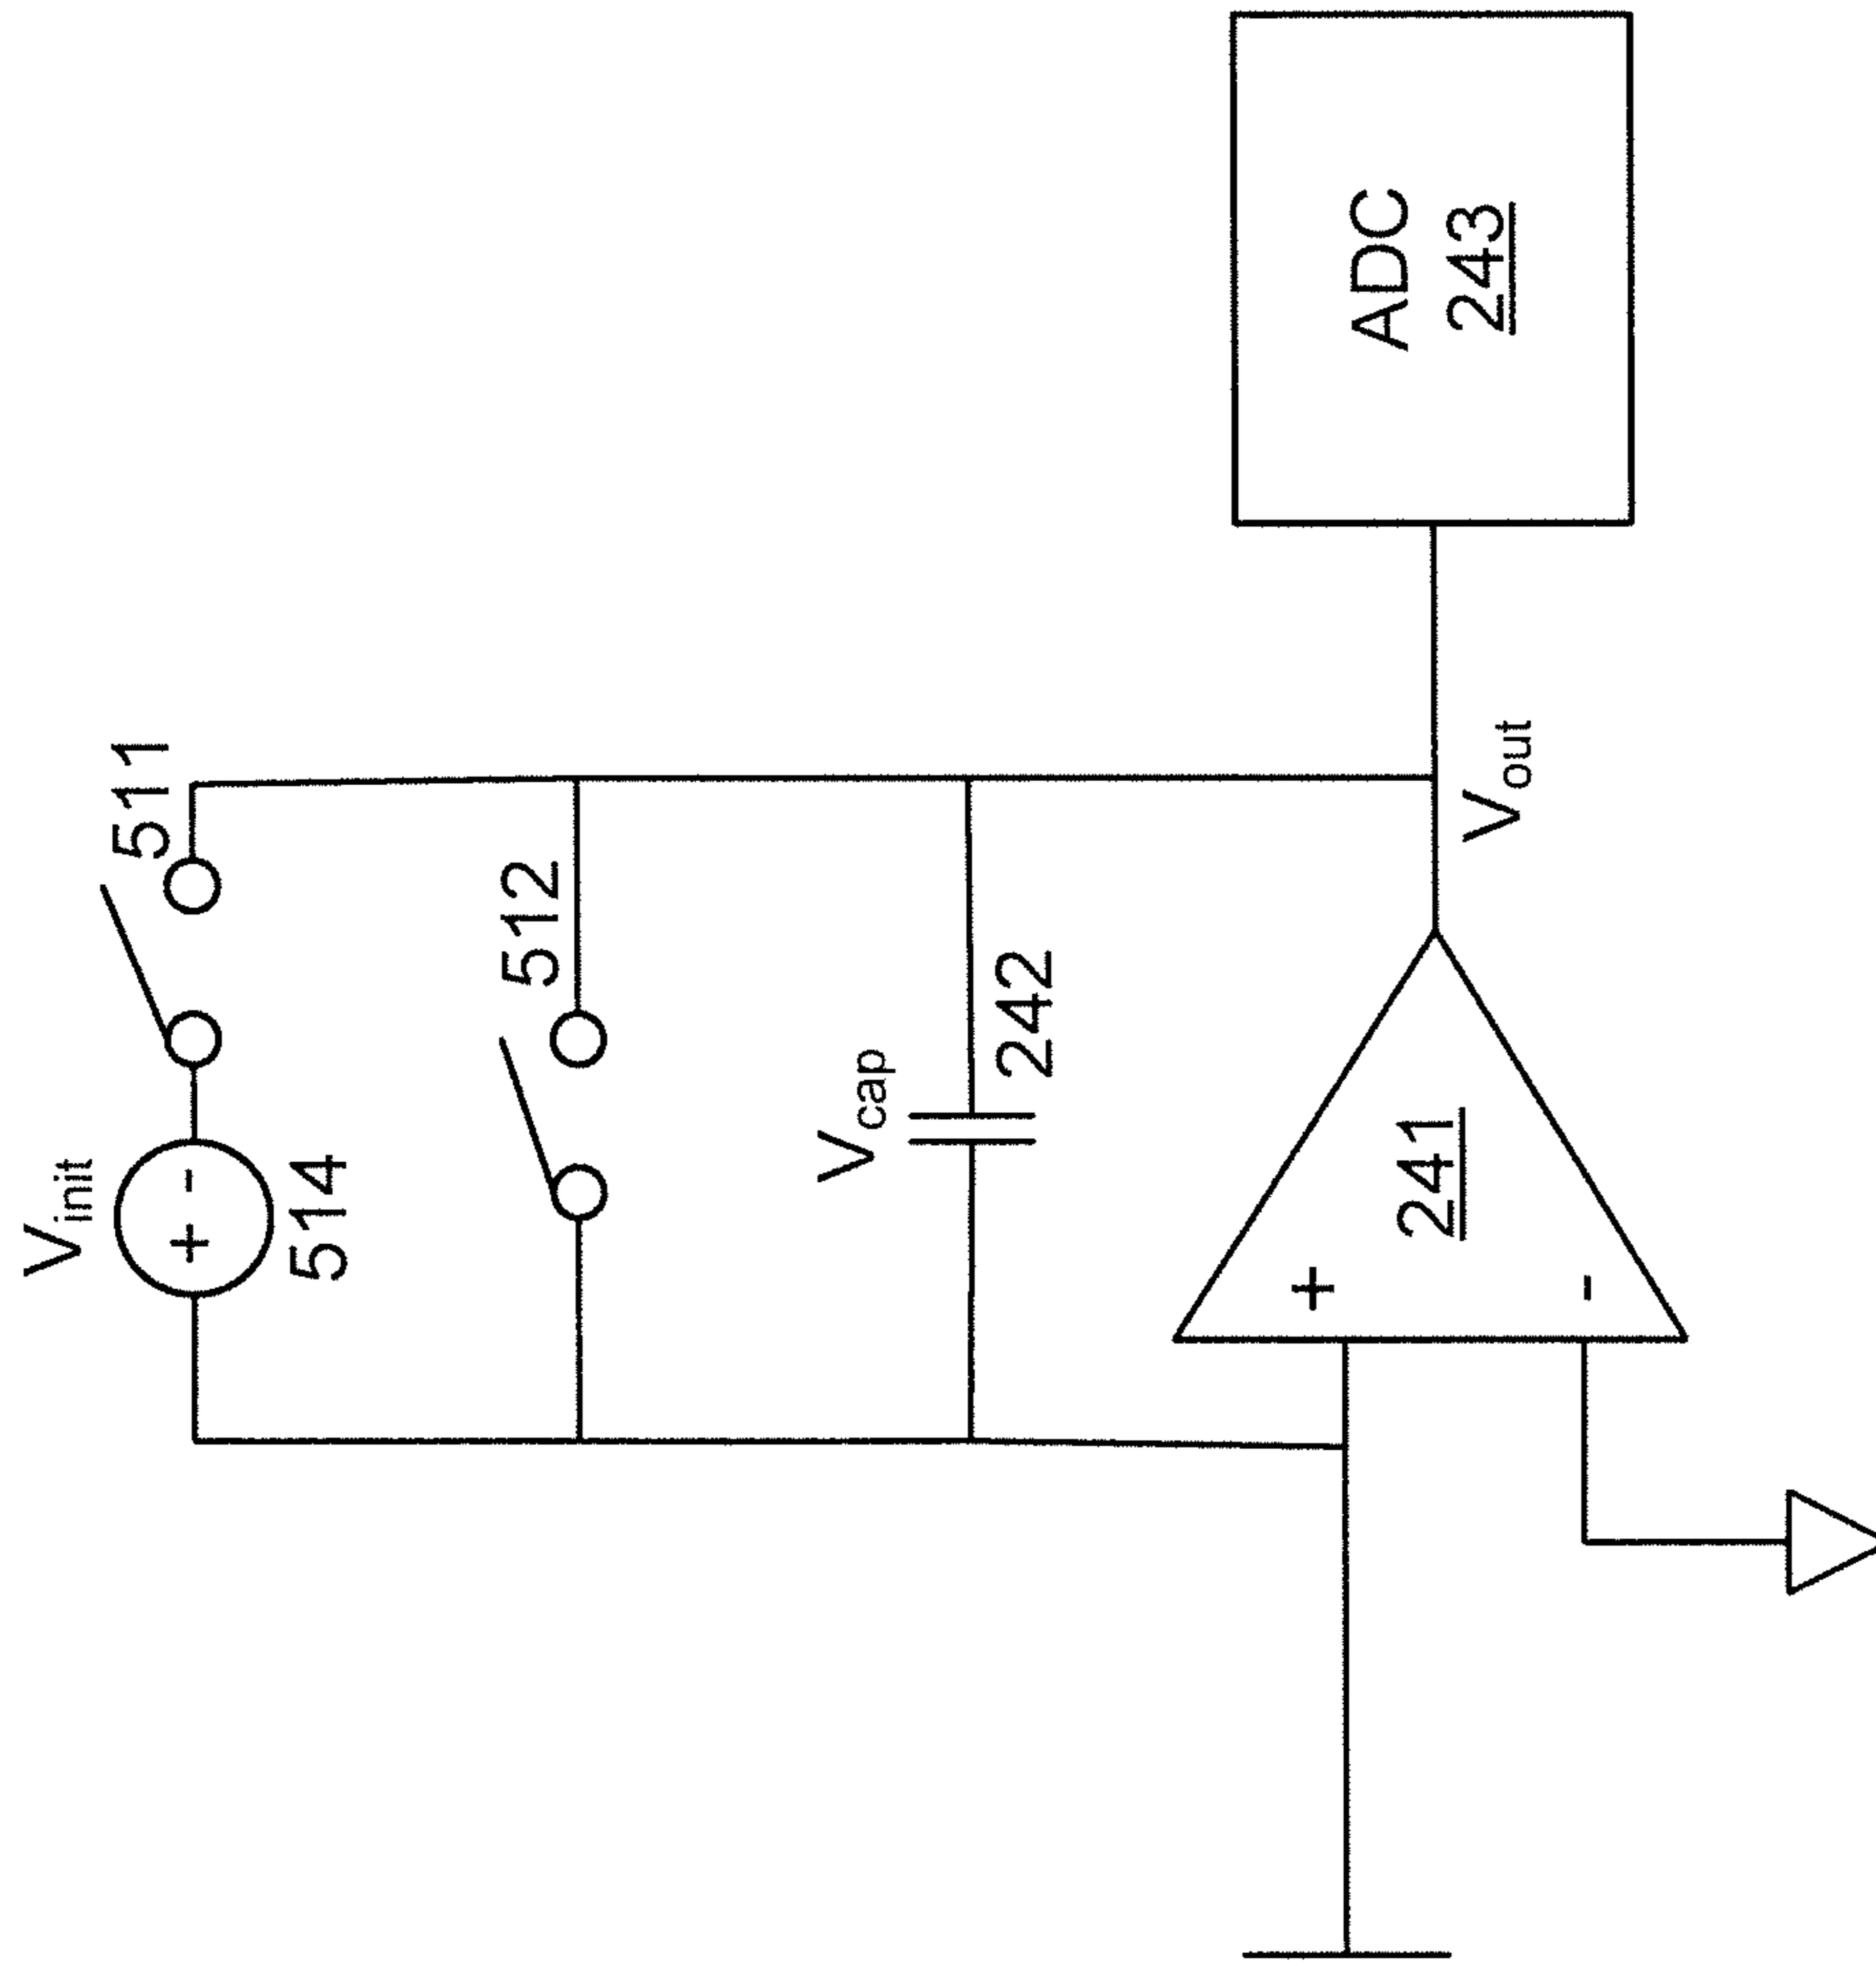 V_init
+ -
514
511
512
V_cap
242
+
241
-
V_out
ADC
243